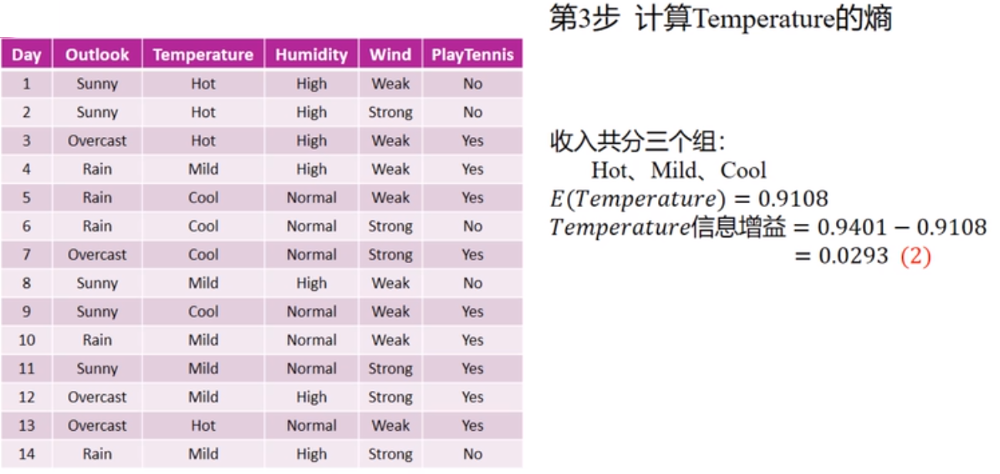 第3步 计算Temperature的熵
Day Outlook Temperature Humidity Wind PlayTennis
1 Sunny Hot High Weak No
2 Sunny Hot High Strong No
3 Overcast Hot High Weak Yes
4 Rain Mild High Weak Yes
5 Rain Cool Normal Weak Yes
6 Rain Cool Normal Strong No
7 Overcast Cool Normal Strong Yes
8 Sunny Mild High Weak No
9 Sunny Cool Normal Weak Yes
10 Rain Mild Normal Weak Yes
11 Sunny Mild Normal Strong Yes
12 Overcast Mild High Strong Yes
13 Overcast Hot Normal Weak Yes
14 Rain Mild High Strong No
收入共分三个组：
Hot、Mild、Cool
E(Temperature) = 0.9108
Temperature信息增益 = 0.9401 − 0.9108
= 0.0293 (2)